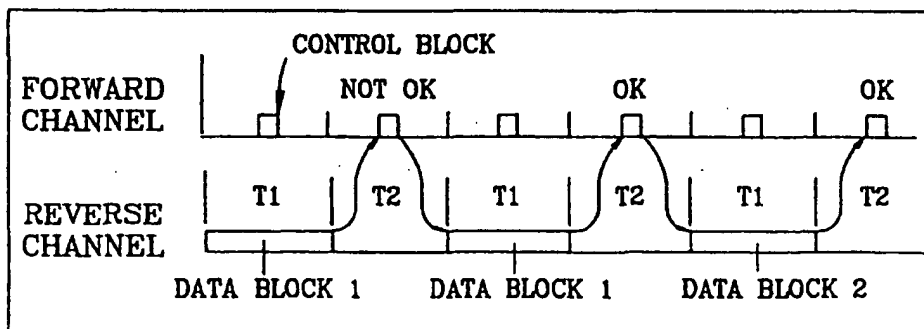 CONTROL BLOCK
FORWARD CHANNEL
NOT OK
OK
OK
T1
T2
T1
T2
T1
T2
REVERSE CHANNEL
DATA BLOCK 1
DATA BLOCK 1
DATA BLOCK 2